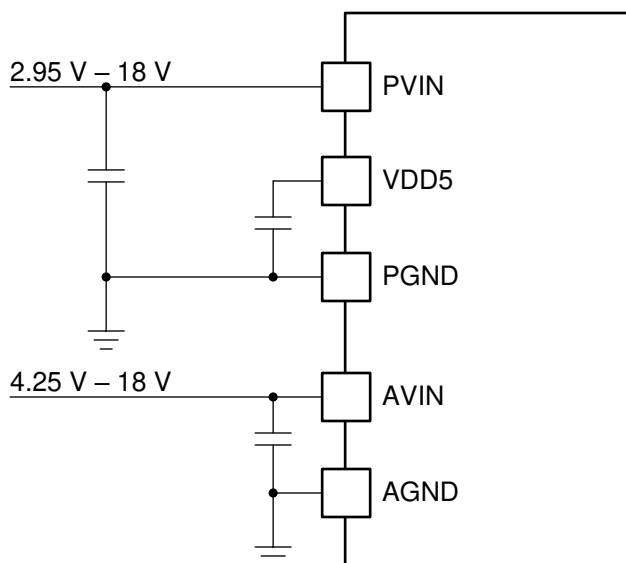 2.95 V – 18 V
PVIN
VDD5
PGND
4.25 V – 18 V
AVIN
AGND